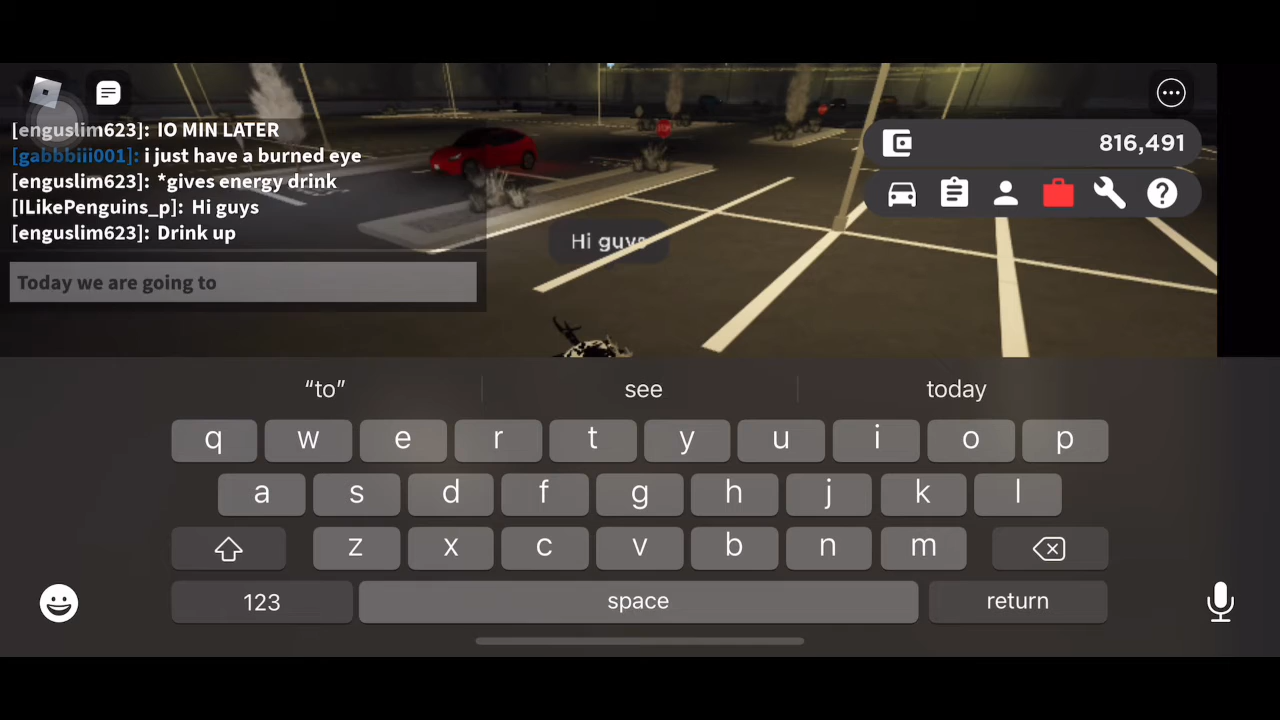 [enguslim623]: IO MIN LATER
[gabbbiii001]: i just have a burned eye
[enguslim623]: *gives energy drink
[ILikePenguins_p]: Hi guys
[enguslim623]: Drink up
Today we are going to
Hi guys
816,491
“to” see today
q w e r t y u i o p
a s d f g h j k l
z x c v b n m
123 space return